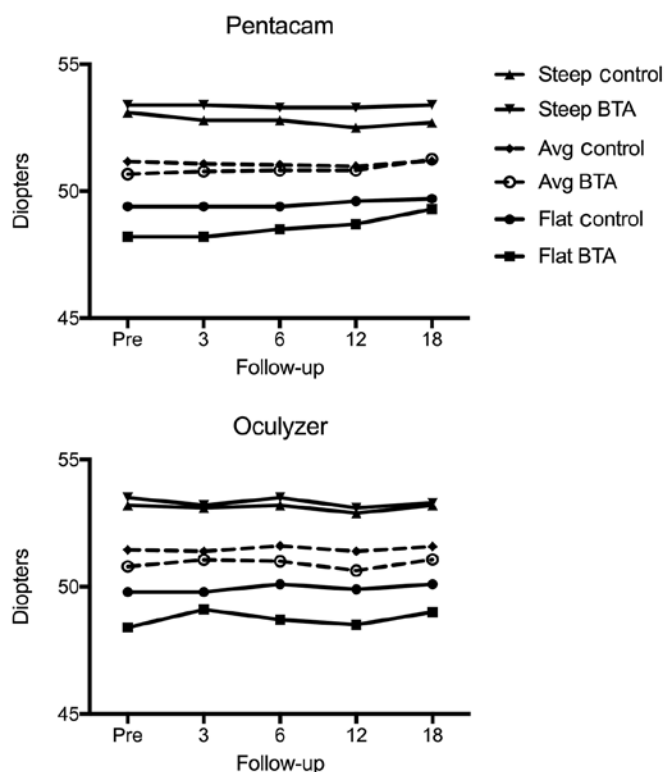 Pentacam
55
50
45
Diopters
Pre 3 6 12 18
Follow-up
Steep control
Steep BTA
Avg control
Avg BTA
Flat control
Flat BTA
Oculyzer
55
50
45
Diopters
Pre 3 6 12 18
Follow-up